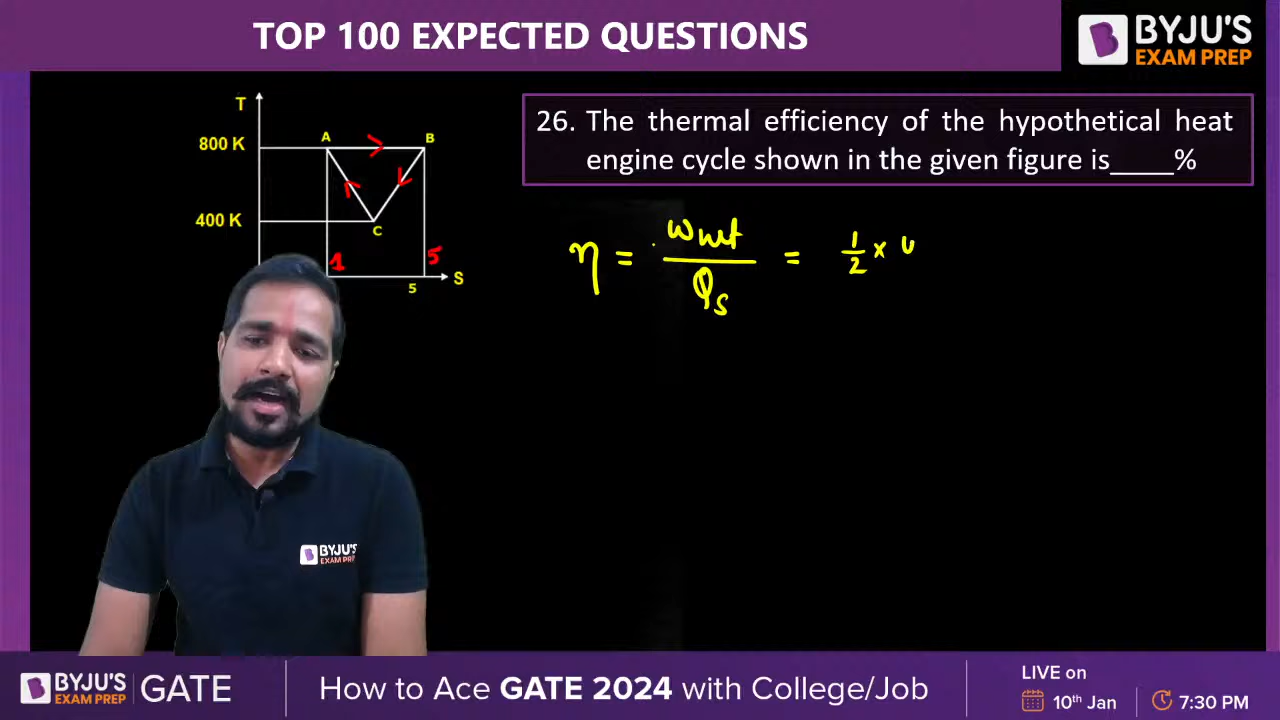 TOP 100 EXPECTED QUESTIONS
BYJU'S
EXAM PREP
T
800 K
A
B
400 K
C
1
5
5
S
26. The thermal efficiency of the hypothetical heat
engine cycle shown in the given figure is____%
η = Wnet / Qs = 1/2 ×
BYJU'S
EXAM PREP
BYJU'S
EXAM PREP
GATE
How to Ace GATE 2024 with College/Job
LIVE on
10th Jan
7:30 PM